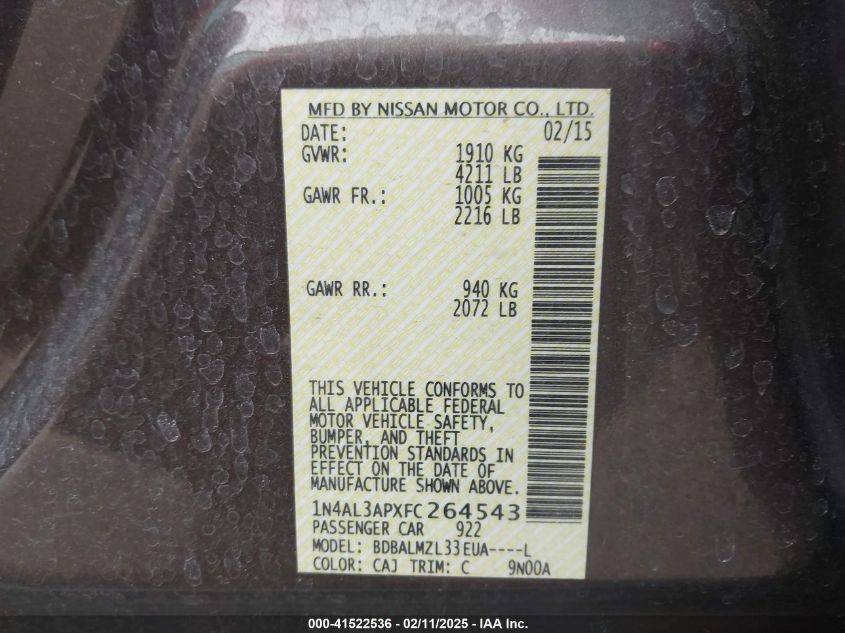 MFD BY NISSAN MOTOR CO., LTD.
DATE: 02/15
GVWR: 1910 KG
4211 LB
GAWR FR.: 1005 KG
2216 LB
GAWR RR.: 940 KG
2072 LB
THIS VEHICLE CONFORMS TO
ALL APPLICABLE FEDERAL
MOTOR VEHICLE SAFETY,
BUMPER, AND THEFT
PREVENTION STANDARDS IN
EFFECT ON THE DATE OF
MANUFACTURE SHOWN ABOVE.
1N4AL3APXFC264543
PASSENGER CAR 922
MODEL: BDBALMZL33EUA----L
COLOR: CAJ TRIM: C 9N00A
000-41522536 - 02/11/2025 - IAA Inc.